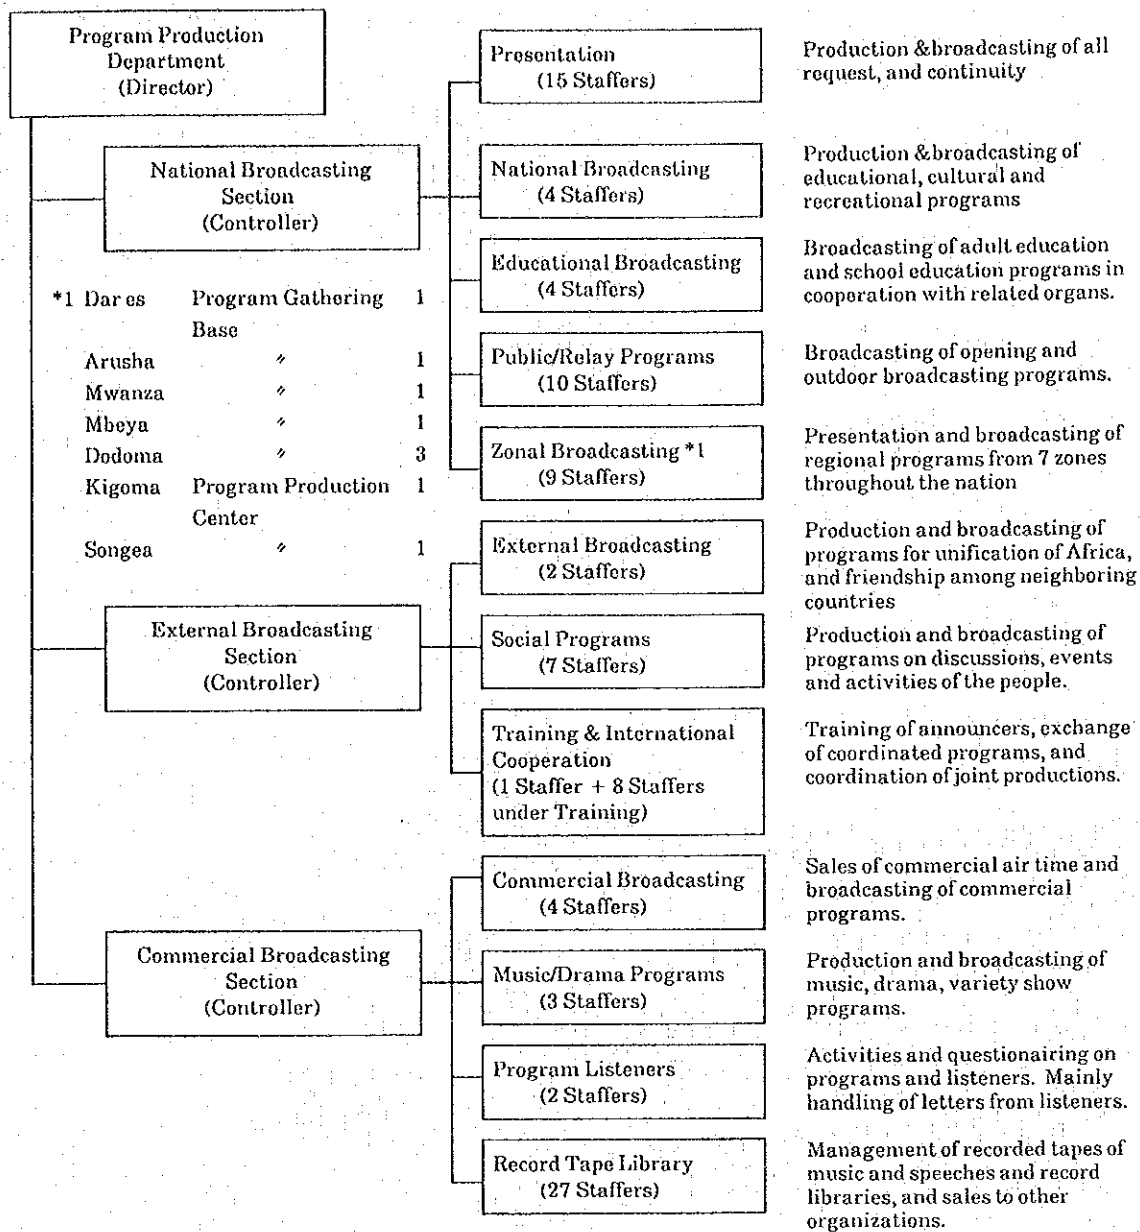 Program Production
Department
(Director)
National Broadcasting
Section
(Controller)
*1 Dar es Program Gathering 1
Base
Arusha 〃 1
Mwanza 〃 1
Mbeya 〃 1
Dodoma 〃 3
Kigoma Program Production 1
Center
Songea 〃 1
External Broadcasting
Section
(Controller)
Commercial Broadcasting
Section
(Controller)
Presentation
(15 Staffers)
Production &broadcasting of all
request, and continuity
National Broadcasting
(4 Staffers)
Production &broadcasting of
educational, cultural and
recreational programs
Educational Broadcasting
(4 Staffers)
Broadcasting of adult education
and school education programs in
cooperation with related organs.
Public/Relay Programs
(10 Staffers)
Broadcasting of opening and
outdoor broadcasting programs.
Zonal Broadcasting *1
(9 Staffers)
Presentation and broadcasting of
regional programs from 7 zones
throughout the nation
External Broadcasting
(2 Staffers)
Production and broadcasting of
programs for unification of Africa,
and friendship among neighboring
countries
Social Programs
(7 Staffers)
Production and broadcasting of
programs on discussions, events
and activities of the people.
Training & International
Cooperation
(1 Staffer + 8 Staffers
under Training)
Training of announcers, exchange
of coordinated programs, and
coordination of joint productions.
Commercial Broadcasting
(4 Staffers)
Sales of commercial air time and
broadcasting of commercial
programs.
Music/Drama Programs
(3 Staffers)
Production and broadcasting of
music, drama, variety show
programs.
Program Listeners
(2 Staffers)
Activities and questionairing on
programs and listeners. Mainly
handling of letters from listeners.
Record Tape Library
(27 Staffers)
Management of recorded tapes of
music and speeches and record
libraries, and sales to other
organizations.